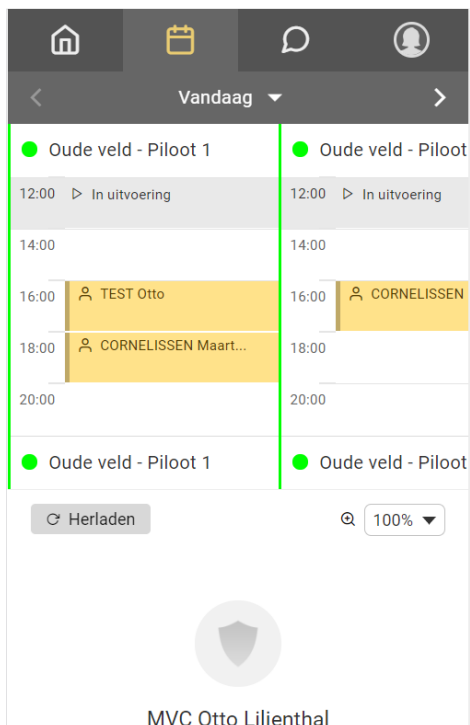 Vandaag
Oude veld - Piloot 1
Oude veld - Piloot
12:00 In uitvoering
12:00 In uitvoering
14:00
14:00
16:00 TEST Otto
16:00 CORNELISSEN
18:00 CORNELISSEN Maart...
18:00
20:00
20:00
Oude veld - Piloot 1
Oude veld - Piloot
Herladen
100%
MVC Otto Lilienthal